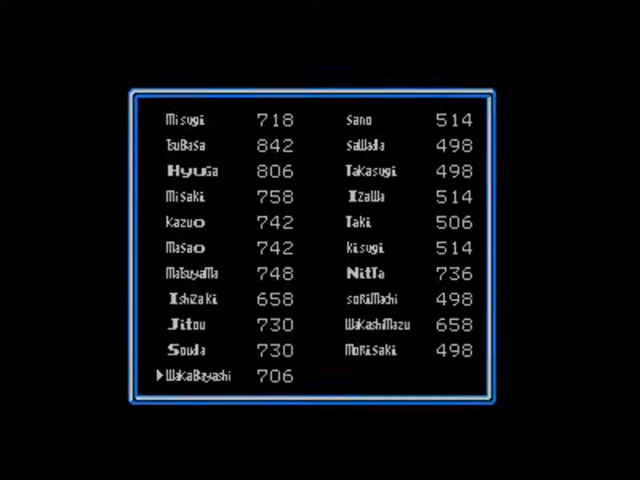 Misugi 718 Sano 514
TsuBaSa 842 SaWada 498
HyuGa 806 Takasugi 498
MiSaki 758 IZaWa 514
Kazuo 742 Taki 506
MaSao 742 kisugi 514
MaTsuyaMa 748 NitTa 736
IshiZaki 658 soRiMachi 498
Jitou 730 WaKashiMazu 658
Souda 730 MoRiSaki 498
▶WaKaBayashi 706